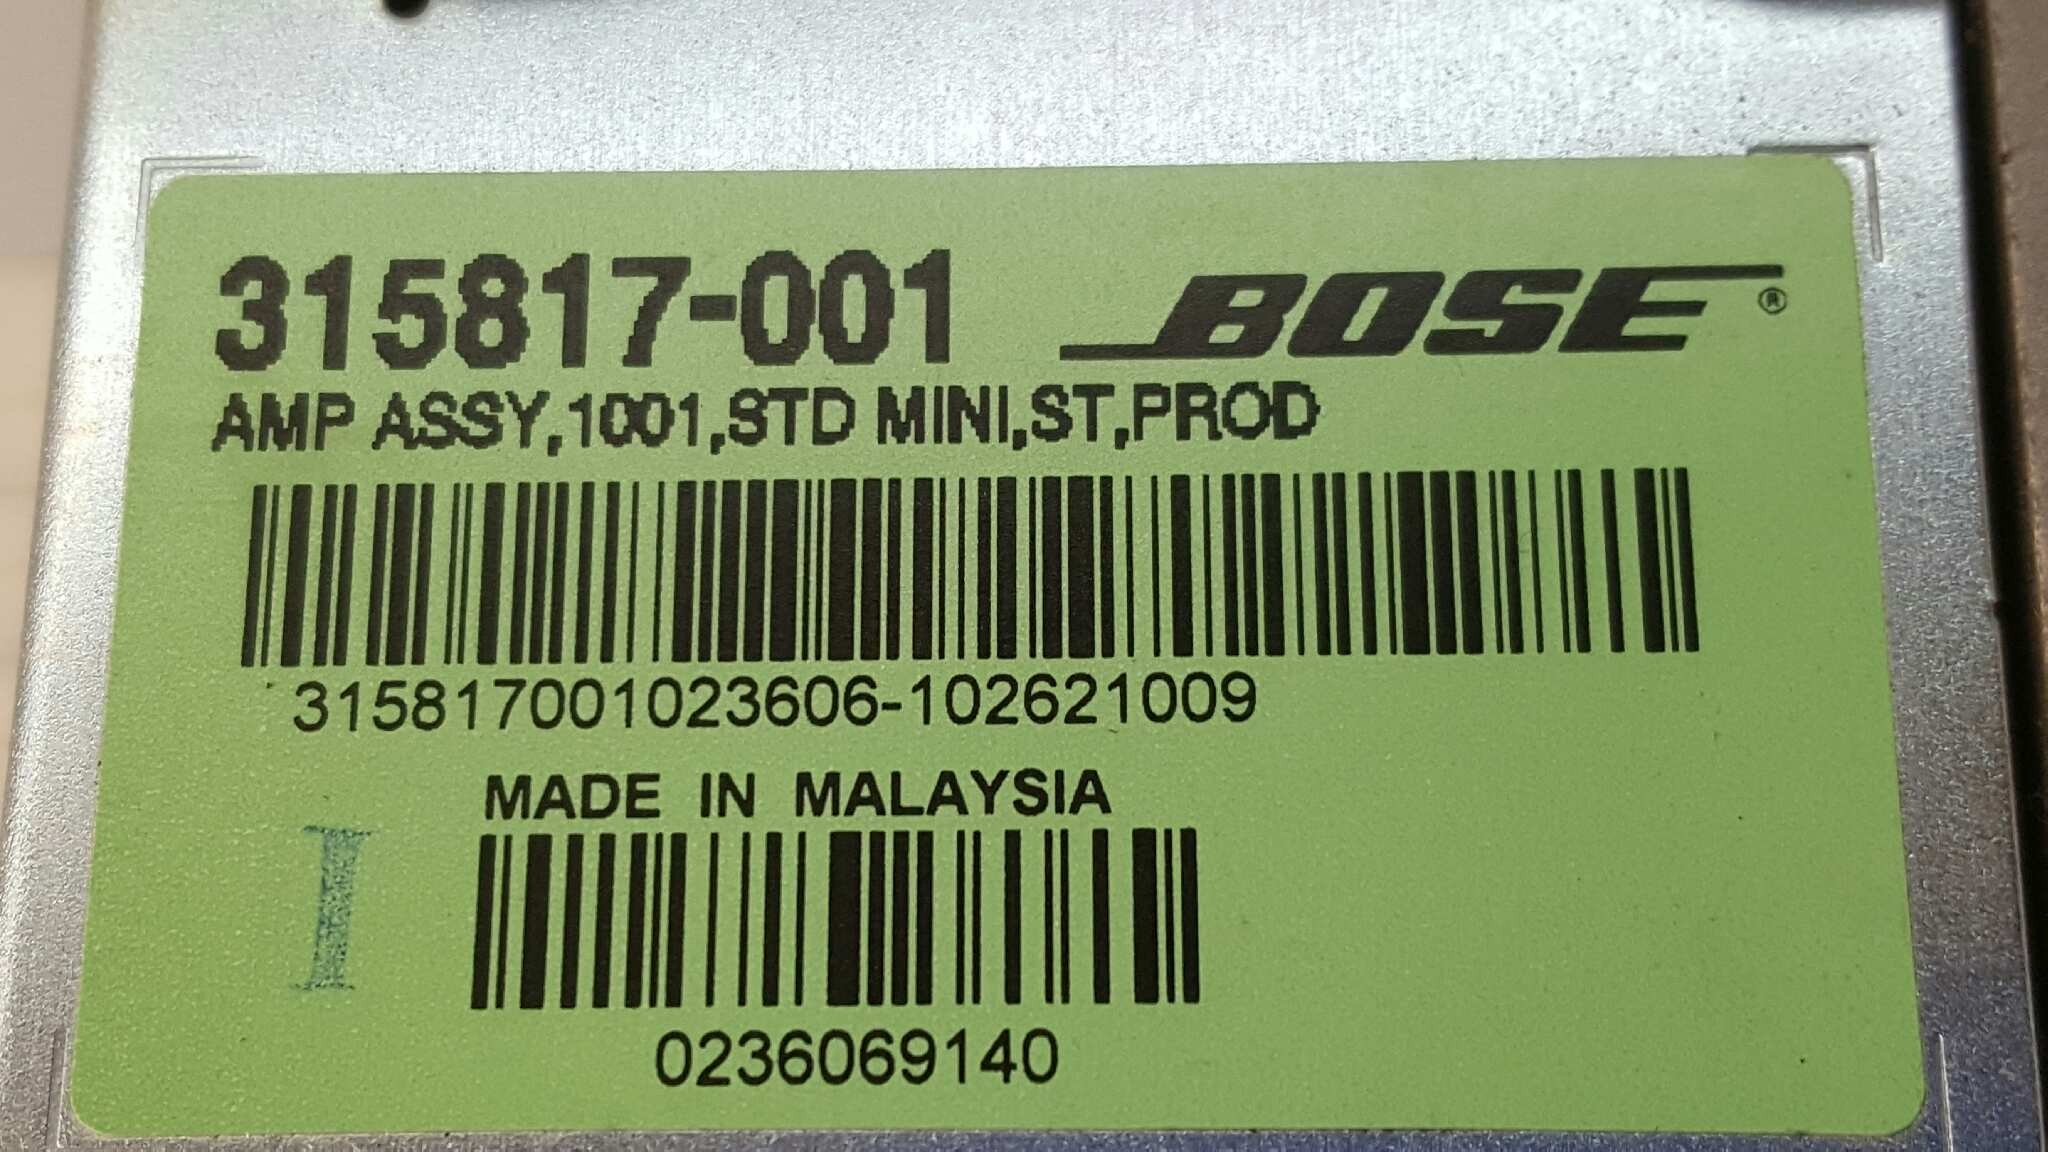 315817-001 BOSE ®
AMP ASSY,1001,STD MINI,ST,PROD
315817001023606-102621009
MADE IN MALAYSIA
I
0236069140